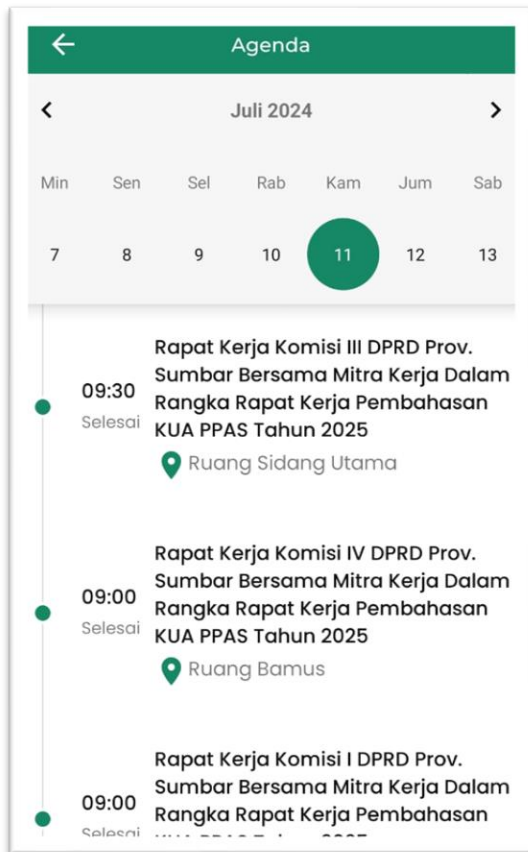 Agenda
Juli 2024
Min Sen Sel Rab Kam Jum Sab
7 8 9 10 11 12 13
09:30
Selesai
Rapat Kerja Komisi III DPRD Prov.
Sumbar Bersama Mitra Kerja Dalam
Rangka Rapat Kerja Pembahasan
KUA PPAS Tahun 2025
Ruang Sidang Utama
09:00
Selesai
Rapat Kerja Komisi IV DPRD Prov.
Sumbar Bersama Mitra Kerja Dalam
Rangka Rapat Kerja Pembahasan
KUA PPAS Tahun 2025
Ruang Bamus
09:00
Selesai
Rapat Kerja Komisi I DPRD Prov.
Sumbar Bersama Mitra Kerja Dalam
Rangka Rapat Kerja Pembahasan